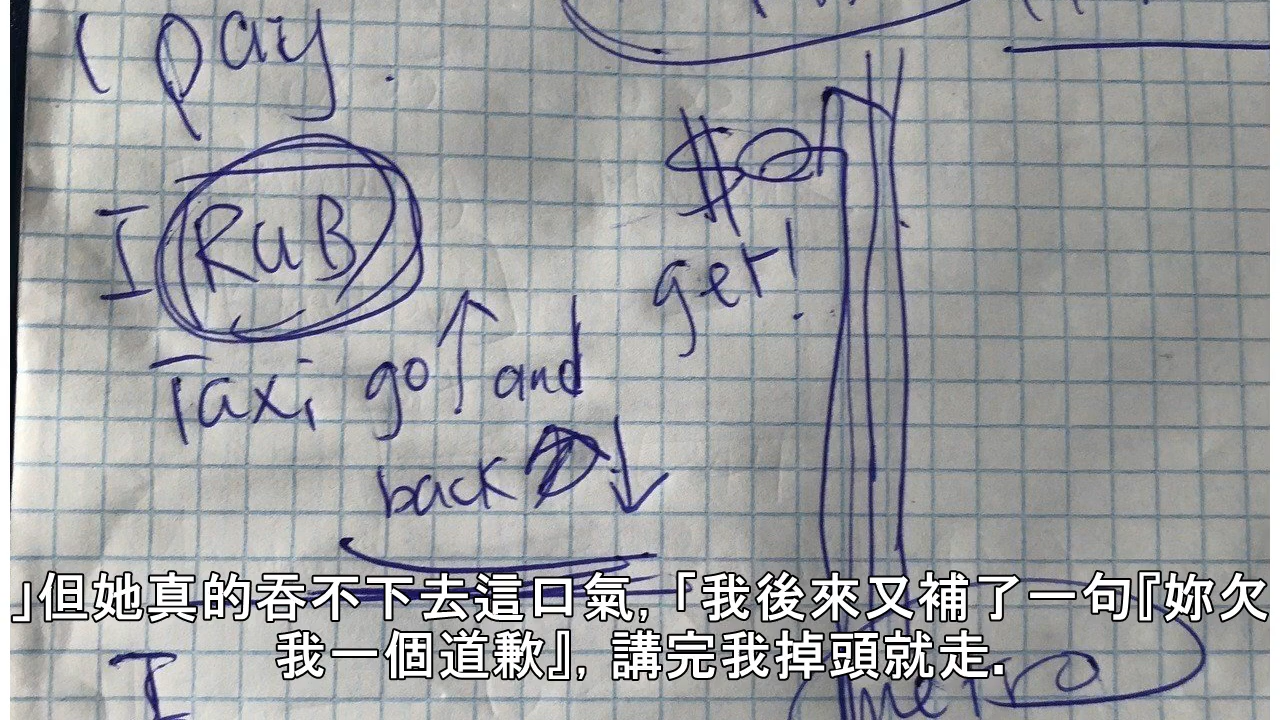 I pay.
I RUB
$
get!
Taxi go ↑ and
back ↓
」但她真的吞不下去這口氣,「我後來又補了一句『妳欠
我一個道歉』, 講完我掉頭就走.
I
metro